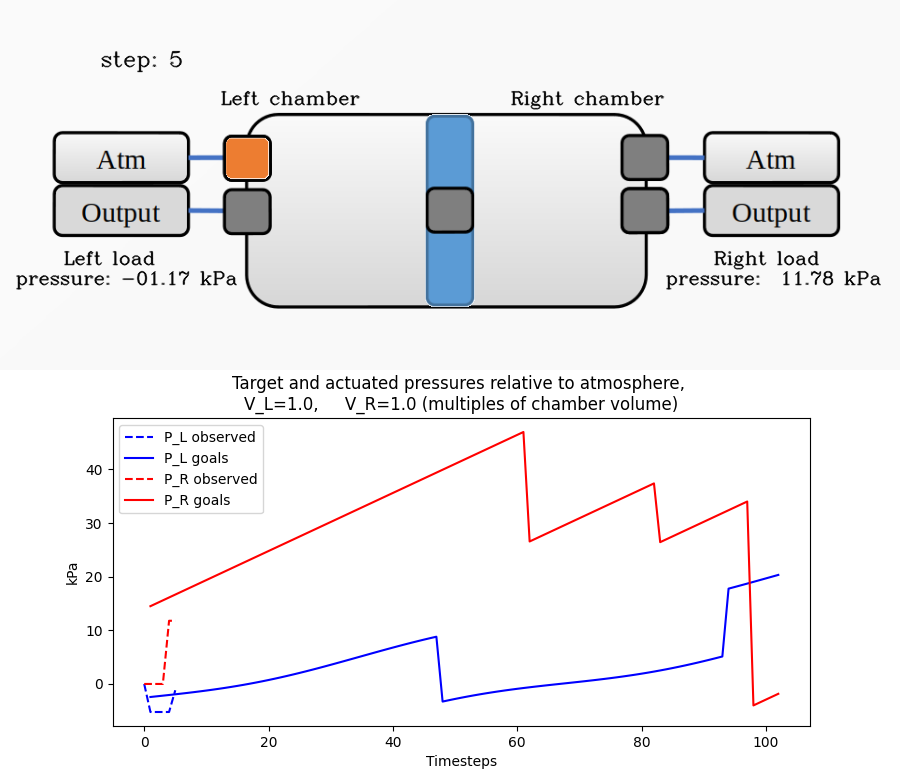 step: 5
Left chamber
Right chamber
Atm
Atm
Output
Output
Left load
pressure: -01.17 kPa
Right load
pressure:  11.78 kPa
Target and actuated pressures relative to atmosphere,
V_L=1.0,     V_R=1.0 (multiples of chamber volume)
P_L observed
P_L goals
P_R observed
P_R goals
kPa
40
30
20
10
0
0 20 40 60 80 100
Timesteps